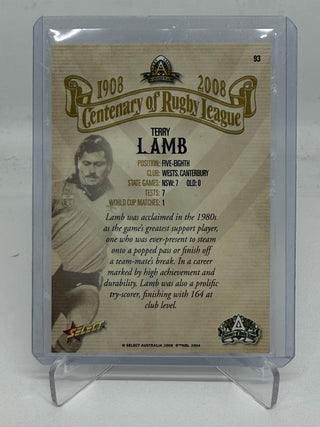 93
1908 2008
Centenary of Rugby League
TERRY
LAMB
POSITION: FIVE-EIGHTH
CLUB: WESTS, CANTERBURY
STATE GAMES: NSW: 7 QLD: 0
TESTS: 7
WORLD CUP MATCHES: 1
Lamb was acclaimed in the 1980s
as the game's greatest support player,
one who was ever-present to steam
onto a popped pass or finish off
a team-mate's break. In a career
marked by high achievement and
durability, Lamb was also a prolific
try-scorer, finishing with 164 at
club level.
SELECT
© SELECT AUSTRALIA 2008